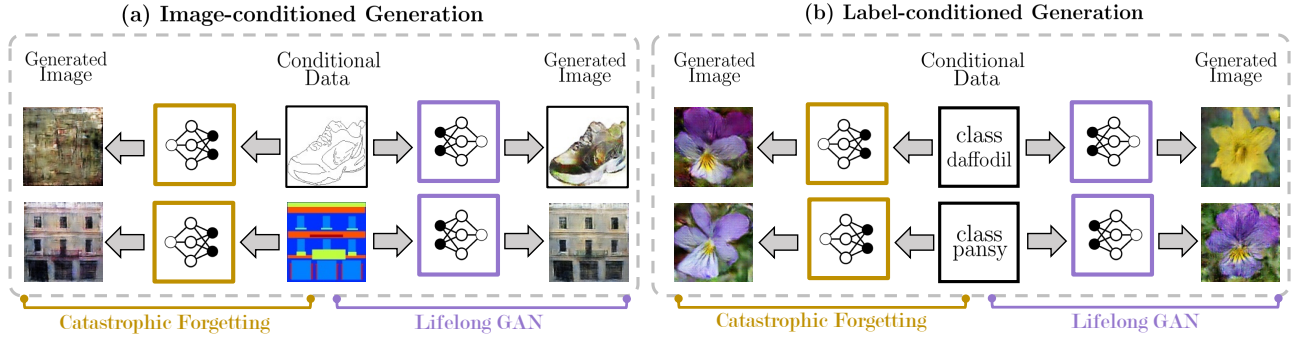 (a) Image-conditioned Generation
Generated
Image
Conditional
Data
Generated
Image
class
daffodil
class
pansy
Catastrophic Forgetting
Lifelong GAN
(b) Label-conditioned Generation
Generated
Image
Conditional
Data
Generated
Image
Catastrophic Forgetting
Lifelong GAN